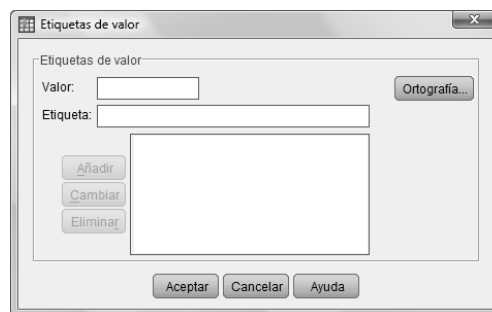 Etiquetas de valor
Etiquetas de valor
Valor:
Ortografía...
Etiqueta:
Añadir
Cambiar
Eliminar
Aceptar Cancelar Ayuda